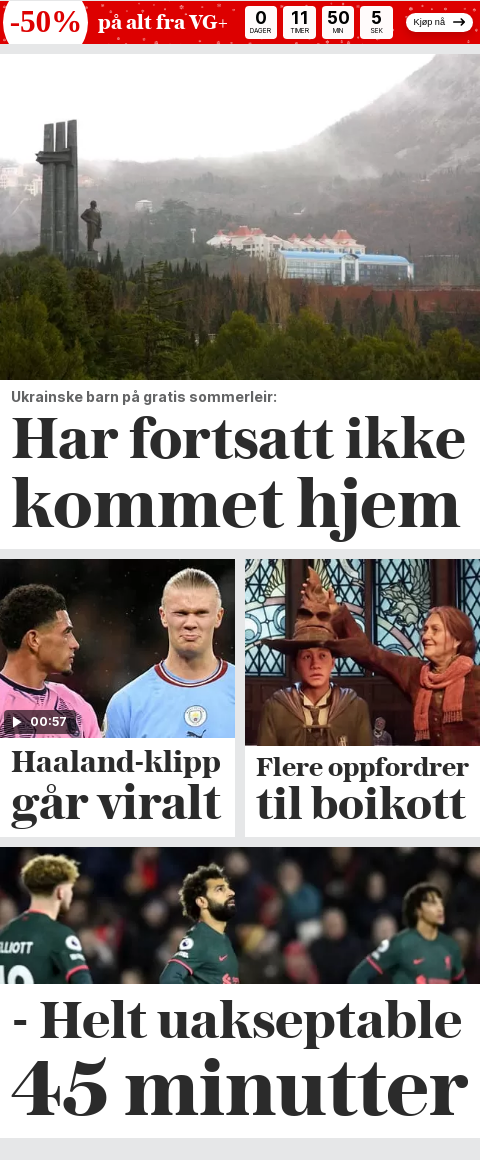 -50% på alt fra VG+ 0 11 50 5 Kjøp nå
DAGER TIMER MIN SEK
Ukrainske barn på gratis sommerleir:
Har fortsatt ikke
kommet hjem
00:57
Haaland-klipp
går viralt
Flere oppfordrer
til boikott
ELLIOTT
- Helt uakseptable
45 minutter